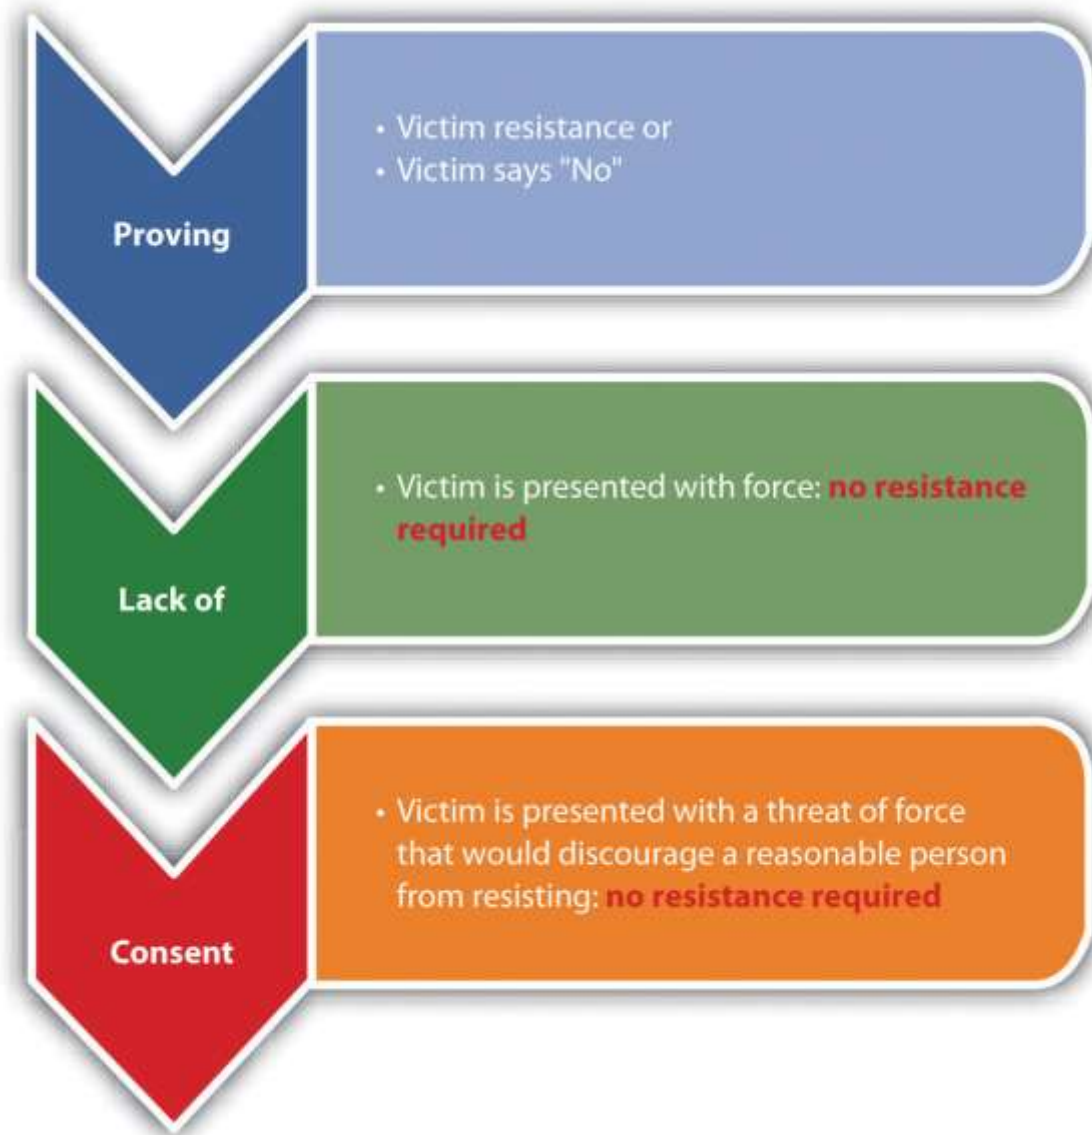 Proving
• Victim resistance or
• Victim says "No"
Lack of
• Victim is presented with force: no resistance
required
Consent
• Victim is presented with a threat of force
that would discourage a reasonable person
from resisting: no resistance required